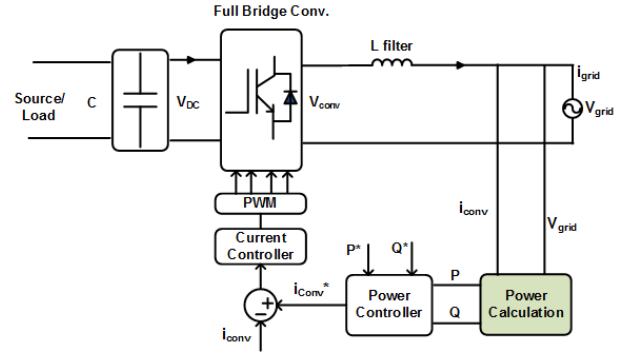 Full Bridge Conv.
L filter
Source/
Load
C
VDC
Vconv
igrid
Vgrid
PWM
Current
Controller
iconv
Vgrid
P*
Q*
iConv*
Power
Controller
P
Q
Power
Calculation
+
−
iconv